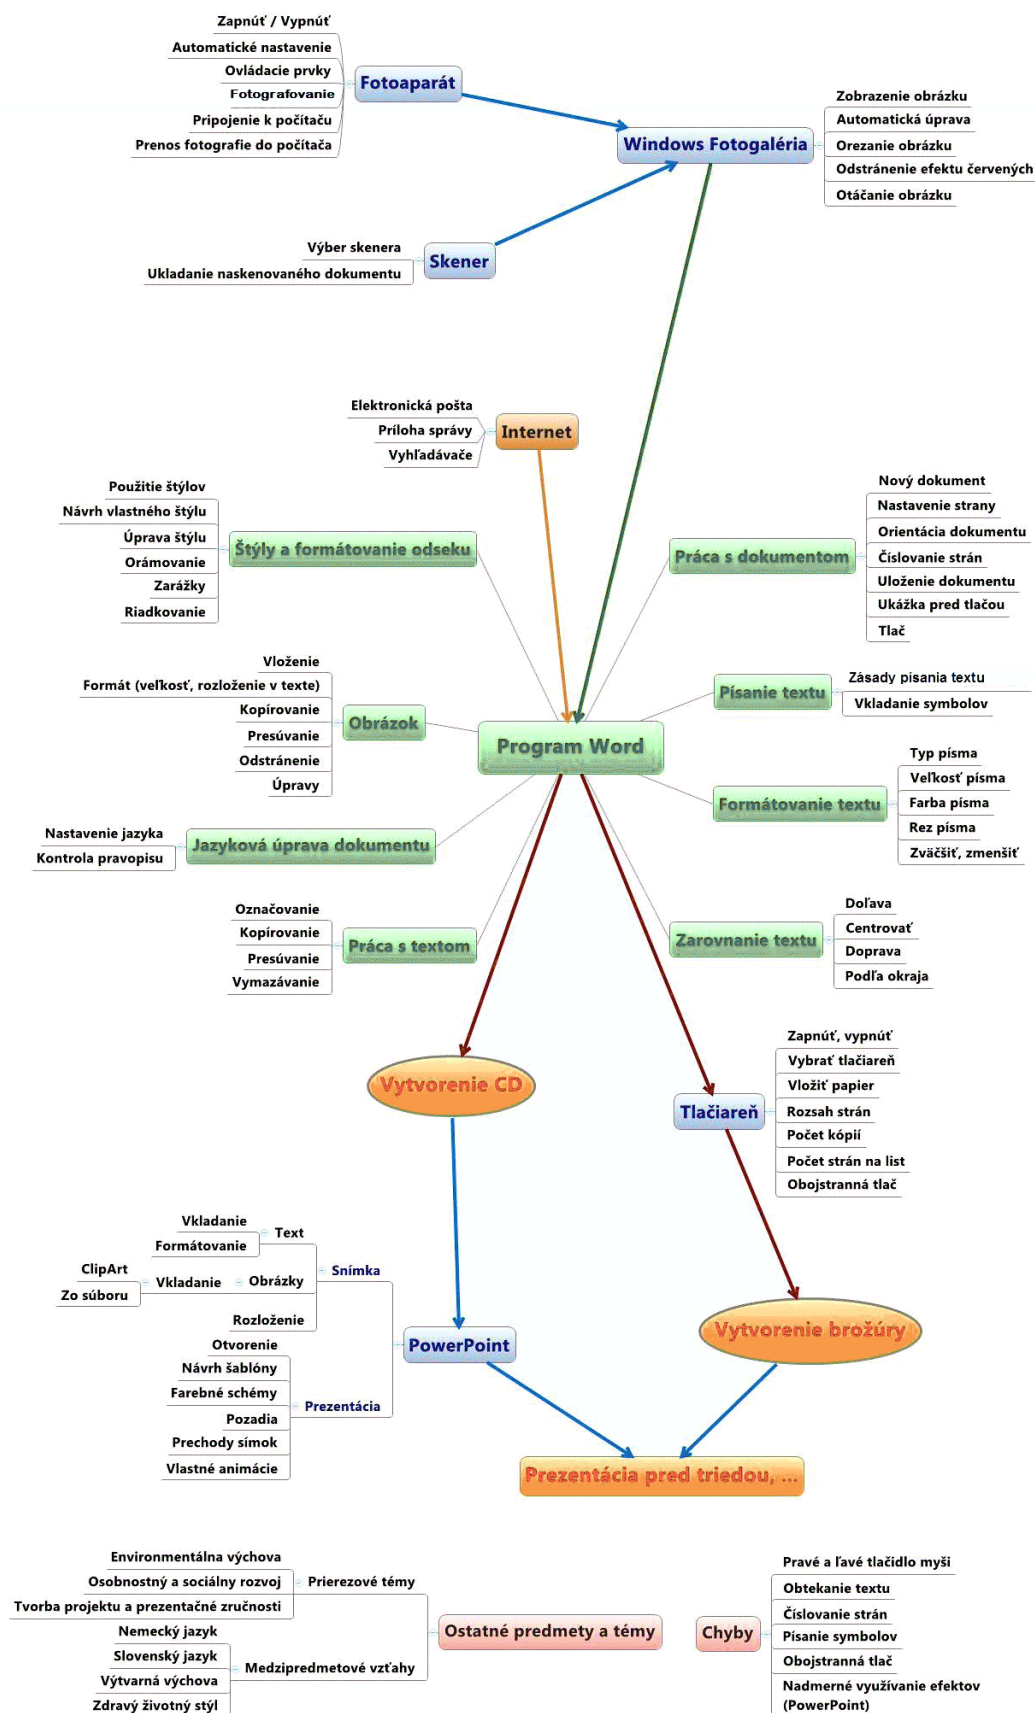 Zapnúť / Vypnúť
Automatické nastavenie
Ovládacie prvky
Fotografovanie
Pripojenie k počítaču
Prenos fotografie do počítača
Fotoaparát
Windows Fotogaléria
Zobrazenie obrázku
Automatická úprava
Orezanie obrázku
Odstránenie efektu červených
Otáčanie obrázku
Výber skenera
Ukladanie naskenovaného dokumentu
Skener
Elektronická pošta
Príloha správy
Vyhľadávače
Internet
Použitie štýlov
Návrh vlastného štýlu
Úprava štýlu
Orámovanie
Zarážky
Riadkovanie
Štýly a formátovanie odseku
Práca s dokumentom
Nový dokument
Nastavenie strany
Orientácia dokumentu
Číslovanie strán
Uloženie dokumentu
Ukážka pred tlačou
Tlač
Vloženie
Formát (veľkosť, rozloženie v texte)
Kopírovanie
Presúvanie
Odstránenie
Úpravy
Obrázok
Program Word
Písanie textu
Zásady písania textu
Vkladanie symbolov
Formátovanie textu
Typ písma
Veľkosť písma
Farba písma
Rez písma
Zväčšiť, zmenšiť
Nastavenie jazyka
Kontrola pravopisu
Jazyková úprava dokumentu
Označovanie
Kopírovanie
Presúvanie
Vymazávanie
Práca s textom
Zarovnanie textu
Doľava
Centrovať
Doprava
Podľa okraja
Vytvorenie CD
Tlačiareň
Zapnúť, vypnúť
Vybrať tlačiareň
Vložiť papier
Rozsah strán
Počet kópií
Počet strán na list
Obojstranná tlač
Vkladanie
Formátovanie
Text
ClipArt
Zo súboru
Vkladanie
Obrázky
Rozloženie
Snímka
Otvorenie
Návrh šablóny
Farebné schémy
Pozadia
Prechody símok
Vlastné animácie
Prezentácia
PowerPoint
Vytvorenie brožúry
Prezentácia pred triedou, ...
Environmentálna výchova
Osobnostný a sociálny rozvoj
Tvorba projektu a prezentačné zručnosti
Prierezové témy
Nemecký jazyk
Slovenský jazyk
Výtvarná výchova
Zdravý životný stýl
Medzipredmetové vzťahy
Ostatné predmety a témy
Chyby
Pravé a ľavé tlačidlo myši
Obtekanie textu
Číslovanie strán
Písanie symbolov
Obojstranná tlač
Nadmerné využívanie efektov
(PowerPoint)